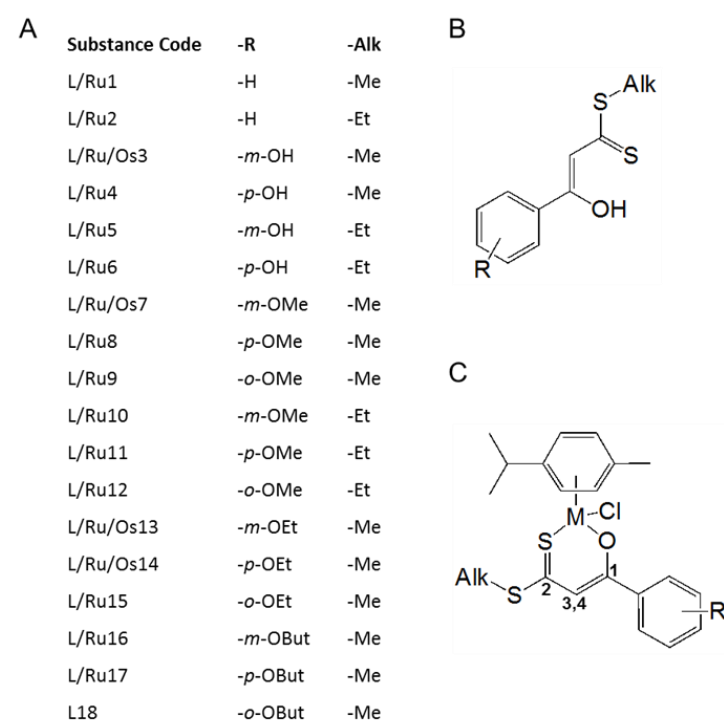 A
Substance Code -R -Alk
L/Ru1 -H -Me
L/Ru2 -H -Et
L/Ru/Os3 -m-OH -Me
L/Ru4 -p-OH -Me
L/Ru5 -m-OH -Et
L/Ru6 -p-OH -Et
L/Ru/Os7 -m-OMe -Me
L/Ru8 -p-OMe -Me
L/Ru9 -o-OMe -Me
L/Ru10 -m-OMe -Et
L/Ru11 -p-OMe -Et
L/Ru12 -o-OMe -Et
L/Ru/Os13 -m-OEt -Me
L/Ru/Os14 -p-OEt -Me
L/Ru15 -o-OEt -Me
L/Ru16 -m-OBut -Me
L/Ru17 -p-OBut -Me
L18 -o-OBut -Me
B
Alk
S
S
OH
R
C
M Cl
S O
Alk 2 1
S 3,4
R